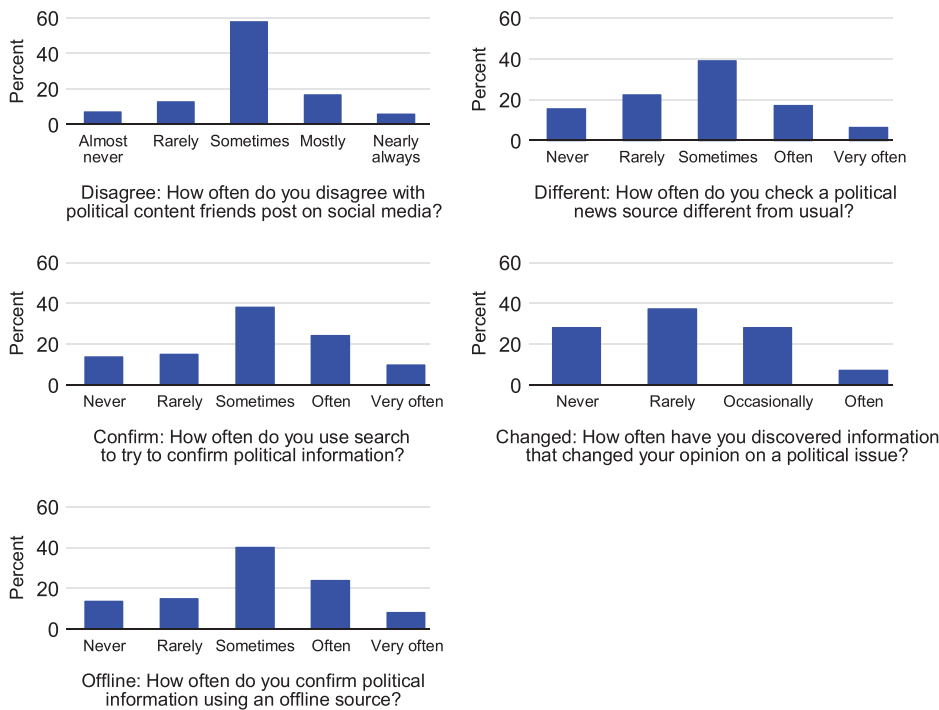 60
40
20
0
Percent
Almost never
Rarely
Sometimes
Mostly
Nearly always
Disagree: How often do you disagree with
political content friends post on social media?
60
40
20
0
Percent
Never
Rarely
Sometimes
Often
Very often
Different: How often do you check a political
news source different from usual?
60
40
20
0
Percent
Never
Rarely
Sometimes
Often
Very often
Confirm: How often do you use search
to try to confirm political information?
60
40
20
0
Percent
Never
Rarely
Occasionally
Often
Changed: How often have you discovered information
that changed your opinion on a political issue?
60
40
20
0
Percent
Never
Rarely
Sometimes
Often
Very often
Offline: How often do you confirm political
information using an offline source?